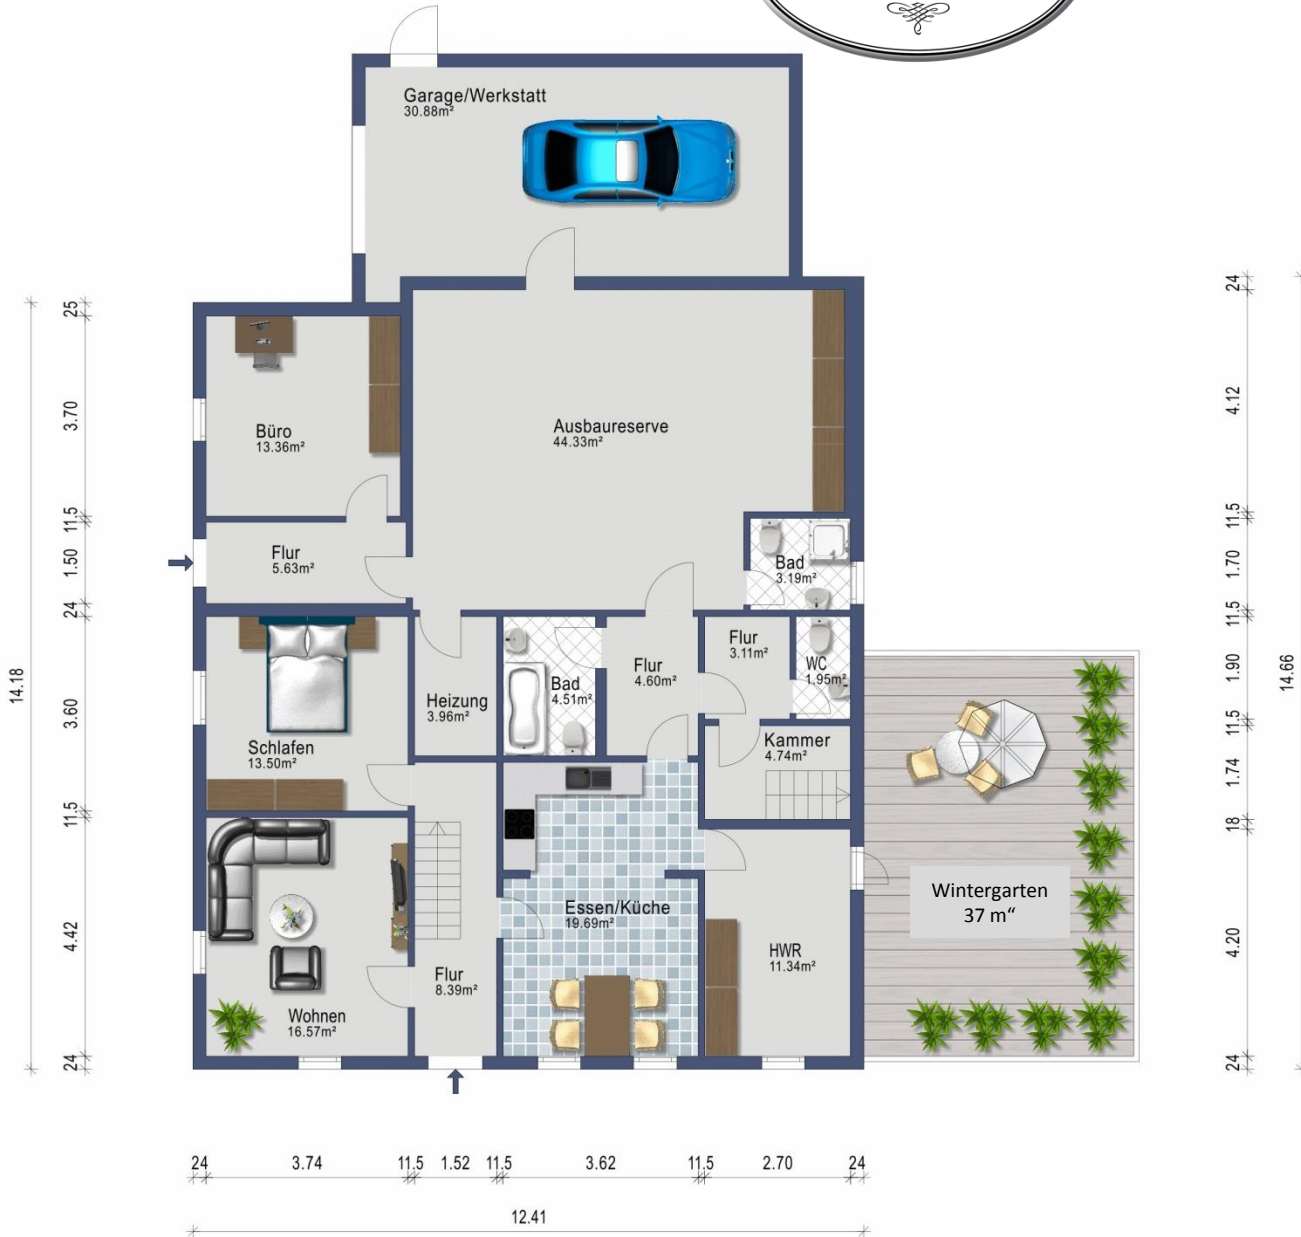 Garage/Werkstatt
30.88m²
Büro
13.36m²
Ausbaureserve
44.33m²
Flur
5.63m²
Bad
3.19m²
Flur
3.11m²
WC
1.95m²
Flur
4.60m²
Bad
4.51m²
Heizung
3.96m²
Schlafen
13.50m²
Kammer
4.74m²
Wintergarten
37 m“
Essen/Küche
19.69m²
HWR
11.34m²
Flur
8.39m²
Wohnen
16.57m²
14.18
25
3.70
11.5
1.50
24
3.60
11.5
4.42
24
24
4.12
11.5
1.70
11.5
1.90
11.5
1.74
18
4.20
24
14.66
24 3.74 11.5 1.52 11.5 3.62 11.5 2.70 24
12.41